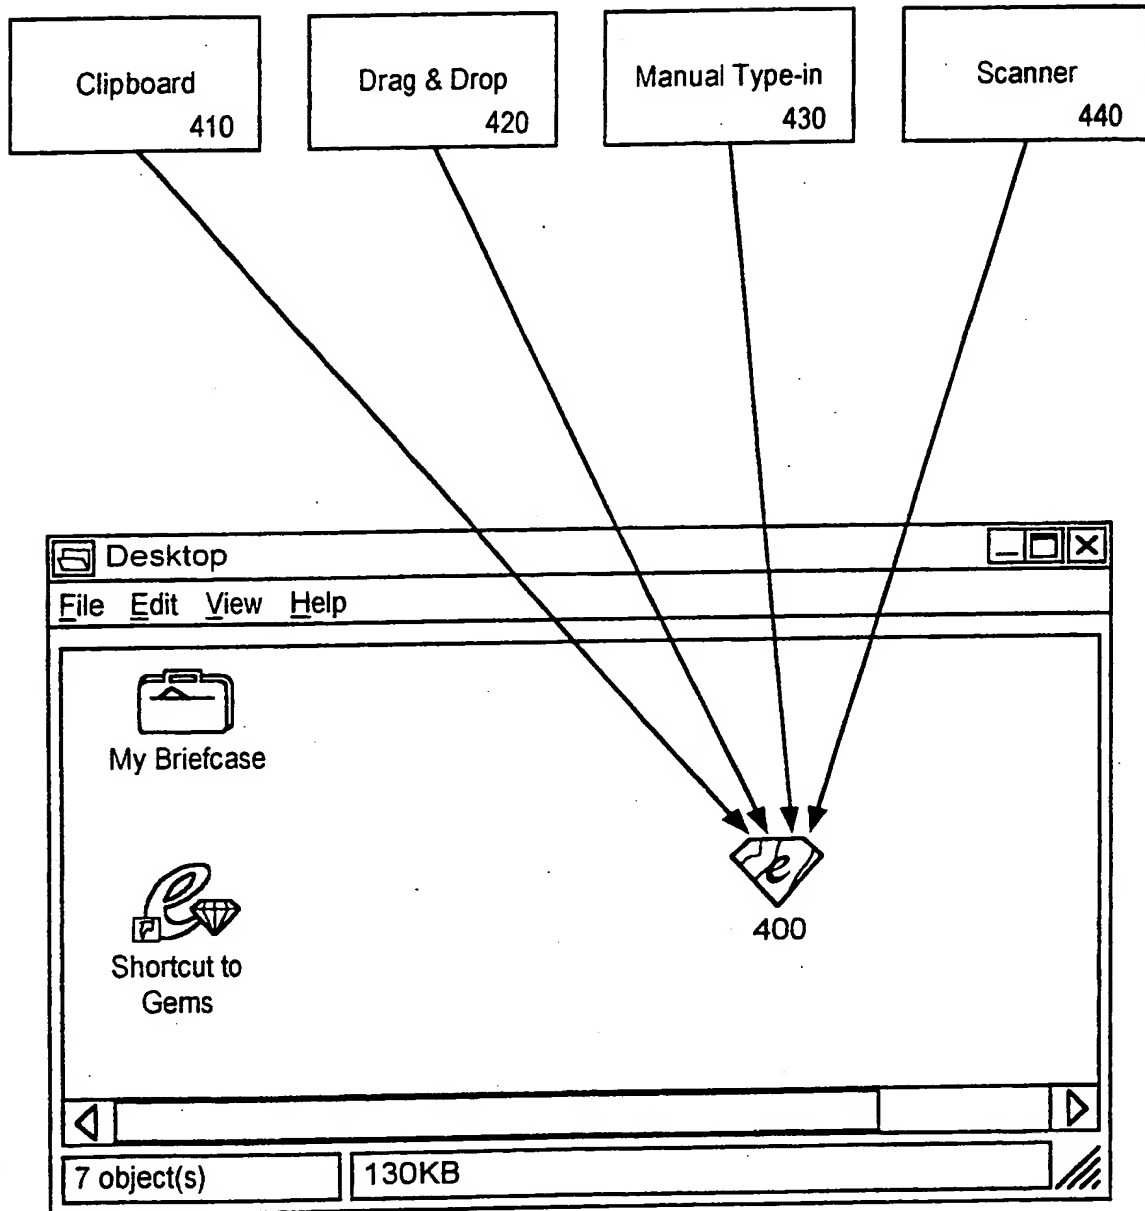 Clipboard
410
Drag & Drop
420
Manual Type-in
430
Scanner
440
Desktop
File Edit View Help
My Briefcase
e
400
e
Shortcut to
Gems
7 object(s)
130KB